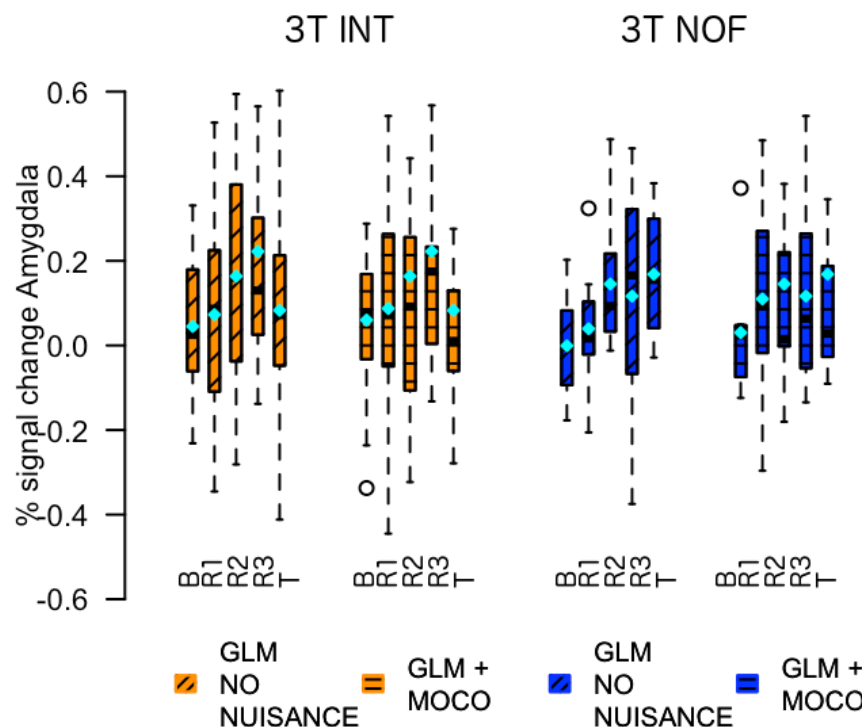 3T INT
3T NOF
% signal change Amygdala
0.6
0.4
0.2
0.0
-0.2
-0.4
-0.6
B R1 R2 R3 T
B R1 R2 R3 T
B R1 R2 R3 T
B R1 R2 R3 T
GLM
NO
NUISANCE
GLM +
MOCO
GLM
NO
NUISANCE
GLM +
MOCO